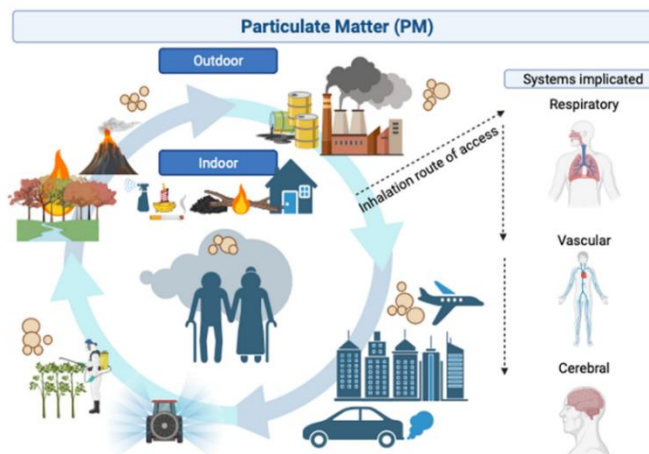 Particulate Matter (PM)
Outdoor
Systems implicated
Respiratory
Indoor
Inhalation route of access
Vascular
Cerebral